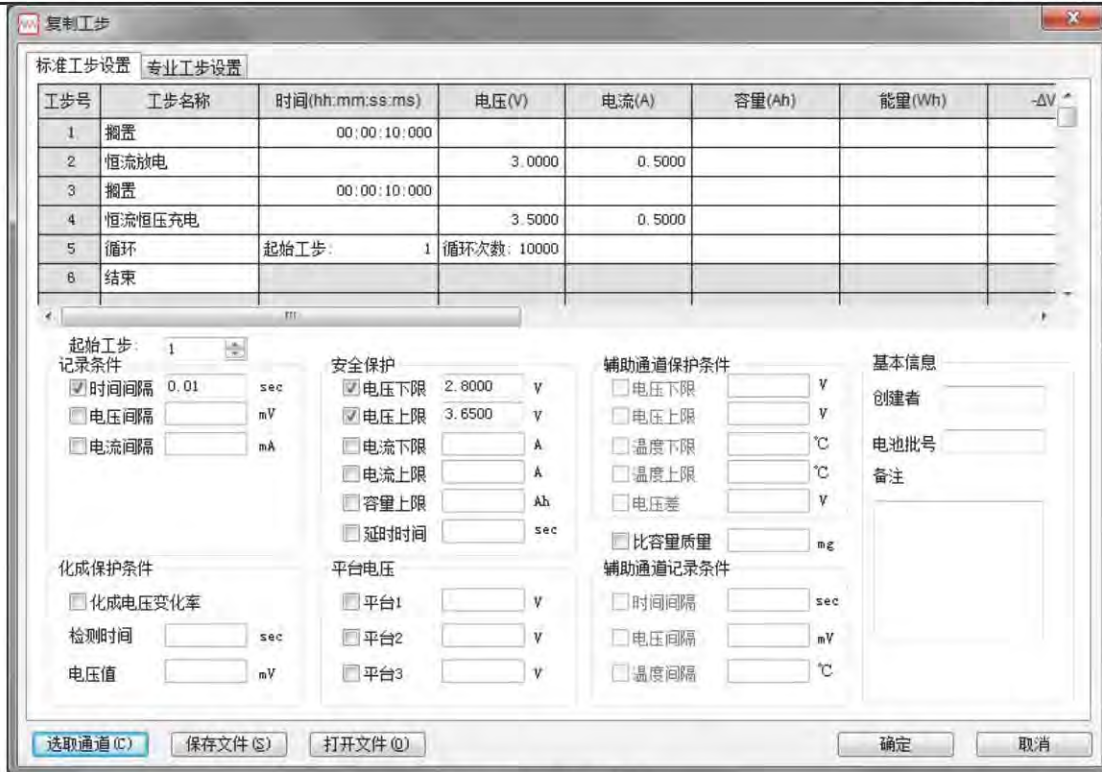 复制工步
标准工步设置 专业工步设置
工步号 工步名称 时间(hh:mm:ss:ms) 电压(V) 电流(A) 容量(Ah) 能量(Wh) -ΔV
1 搁置 00:00:10:000
2 恒流放电 3.0000 0.5000
3 搁置 00:00:10:000
4 恒流恒压充电 3.5000 0.5000
5 循环 起始工步: 1 循环次数: 10000
6 结束
起始工步: 1
记录条件
时间间隔 0.01 sec
电压间隔 mV
电流间隔 mA
安全保护
电压下限 2.8000 V
电压上限 3.6500 V
电流下限 A
电流上限 A
容量上限 Ah
延时时间 sec
辅助通道保护条件
电压下限 V
电压上限 V
温度下限 ℃
温度上限 ℃
电压差 V
比容量质量 mg
基本信息
创建者
电池批号
备注
化成保护条件
化成电压变化率
检测时间 sec
电压值 mV
平台电压
平台1 V
平台2 V
平台3 V
辅助通道记录条件
时间间隔 sec
电压间隔 mV
温度间隔 ℃
选取通道(C) 保存文件(S) 打开文件(O) 确定 取消